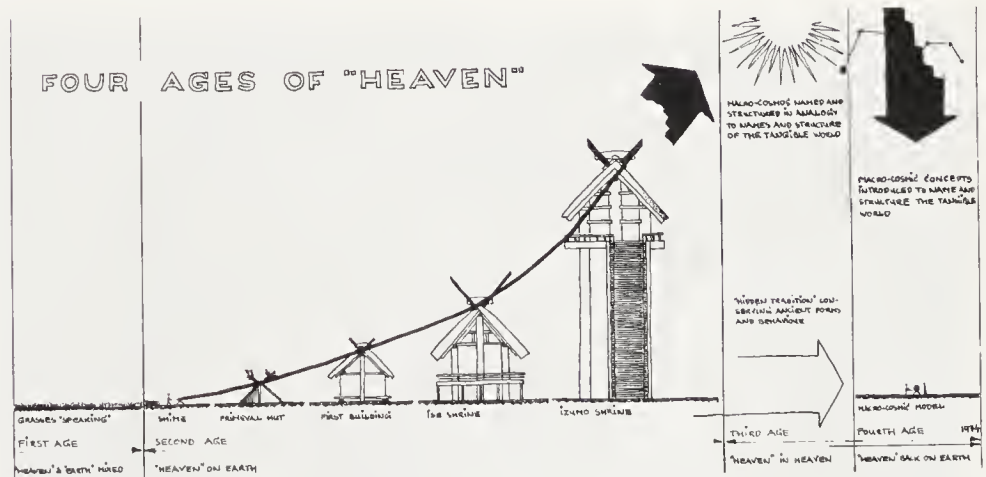 FOUR AGES OF "HEAVEN"
MACRO-COSMOS NAMED AND
STRUCTURED IN ANALOGY
TO NAMES AND STRUCTURE
OF THE TANGIBLE WORLD
MACRO-COSMIC CONCEPTS
INTRODUCED TO NAME AND
STRUCTURE THE TANGIBLE
WORLD
"HIDDEN TRADITION" CON-
SERVING ANCIENT FORMS
AND BEHAVIOUR
GRASSES "SPEAKING"
SHIME
PRIMEVAL HUT
FIRST BUILDING
ISE SHRINE
IZUMO SHRINE
MACRO-COSMIC MODEL
FIRST AGE
SECOND AGE
THIRD AGE
FOURTH AGE
"HEAVEN" & "EARTH" MIXED
"HEAVEN" ON EARTH
"HEAVEN" IN HEAVEN
"HEAVEN" BACK ON EARTH